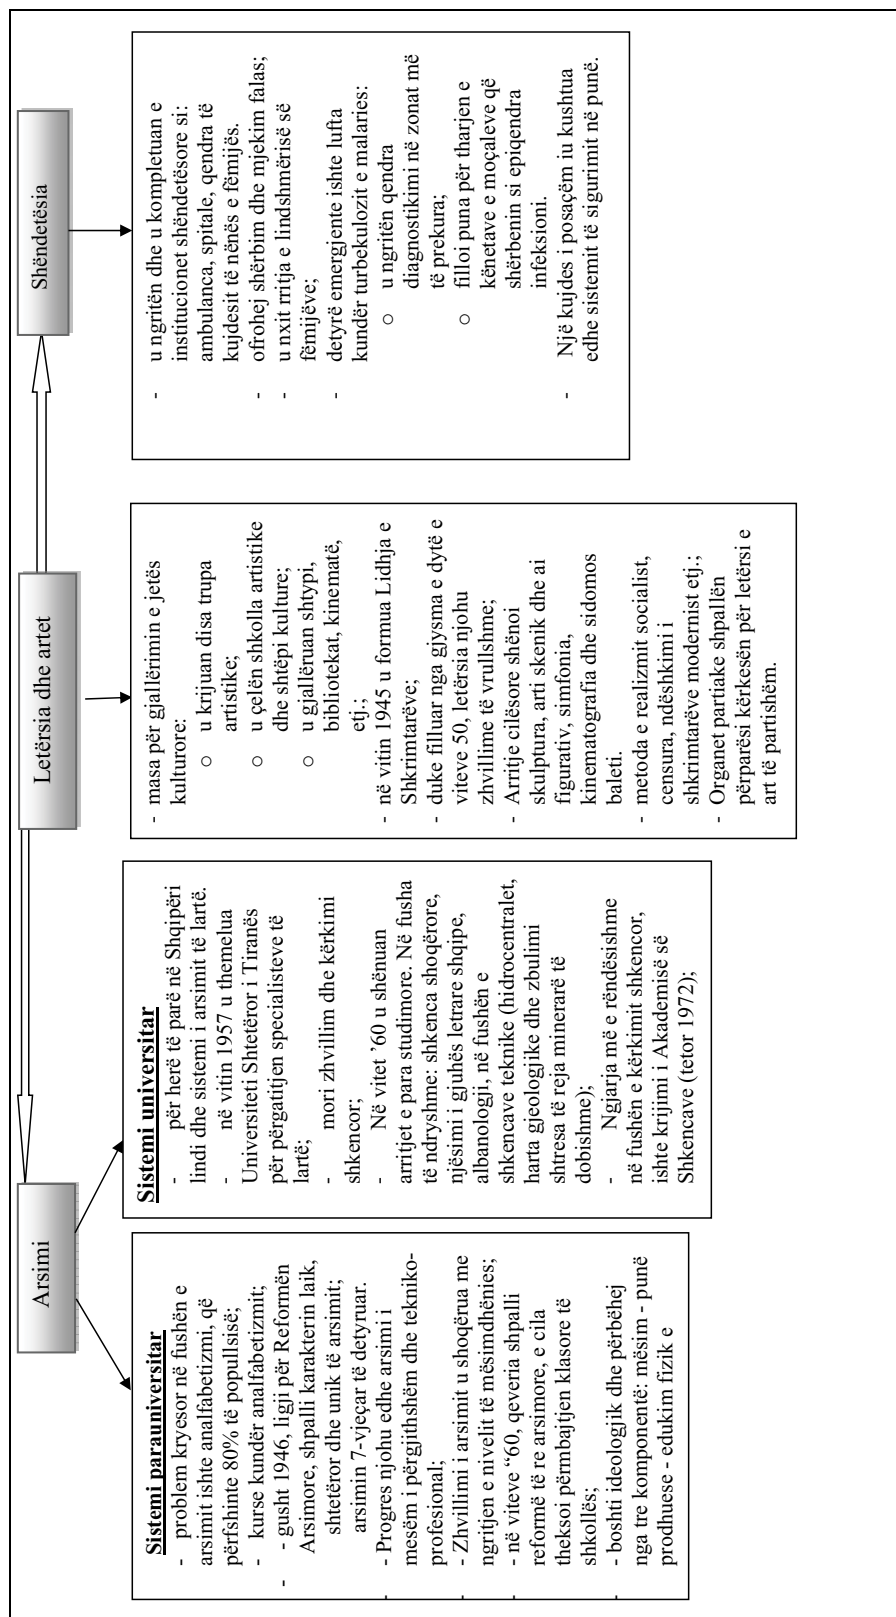 Arsimi
Letërsia dhe artet
Shëndetësia
Sistemi parauniversitar
- problem kryesor në fushën e
arsimit ishte analfabetizmi, që
përfshinte 80% të popullsisë;
- kurse kundër analfabetizmit;
- - gusht 1946, ligji për Reformën
Arsimore, shpalli karakterin laik,
shtetëror dhe unik të arsimit;
arsimin 7-vjeçar të detyruar.
- Progres njohu edhe arsimi i
mesëm i përgjithshëm dhe tekniko-
profesional;
- Zhvillimi i arsimit u shoqërua me
ngritjen e nivelit të mësimdhënies;
- në viteve “60, qeveria shpalli
reformë të re arsimore, e cila
theksoi përmbajtjen klasore të
shkollës;
- boshti ideologjik dhe përbëhej
nga tre komponentë: mësim - punë
prodhuese - edukim fizik e
Sistemi universitar
- për herë të parë në Shqipëri
lindi dhe sistemi i arsimit të lartë.
- në vitin 1957 u themelua
Universiteti Shtetëror i Tiranës
për përgatitjen specialisteve të
lartë;
- mori zhvillim dhe kërkimi
shkencor;
- Në vitet ’60 u shënuan
arritjet e para studimore. Në fusha
të ndryshme: shkenca shoqërore,
njësimi i gjuhës letrare shqipe,
albanologji, në fushën e
shkencave teknike (hidrocentralet,
harta gjeologjike dhe zbulimi
shtresa të reja minerarë të
dobishme);
- Ngjarja më e rëndësishme
në fushën e kërkimit shkencor,
ishte krijimi i Akademisë së
Shkencave (tetor 1972);
- masa për gjallërimin e jetës
kulturore:
o u krijuan disa trupa
artistike;
o u çelën shkolla artistike
dhe shtëpi kulture;
o u gjallëruan shtypi,
bibliotekat, kinematë,
etj.;
- në vitin 1945 u formua Lidhja e
Shkrimtarëve;
- duke filluar nga gjysma e dytë e
viteve 50, letërsia njohu
zhvillime të vrullshme;
- Arritje cilësore shënoi
skulptura, arti skenik dhe ai
figurativ, simfonia,
kinematografia dhe sidomos
baleti.
- metoda e realizmit socialist,
censura, ndëshkimi i
shkrimtarëve modernist etj.;
- Organet partiake shpallën
përparësi kërkesën për letërsi e
art të partishëm.
- u ngritën dhe u kompletuan e
institucionet shëndetësore si:
ambulanca, spitale, qendra të
kujdesit të nënës e fëmijës.
- ofrohej shërbim dhe mjekim falas;
- u nxit rritja e lindshmërisë së
fëmijëve;
- detyrë emergjente ishte lufta
kundër turbekulozit e malaries:
o u ngritën qendra
diagnostikimi në zonat më
të prekura;
o filloi puna për tharjen e
kënetave e moçaleve që
shërbenin si epiqendra
infeksioni.
- Një kujdes i posaçëm iu kushtua
edhe sistemit të sigurimit në punë.